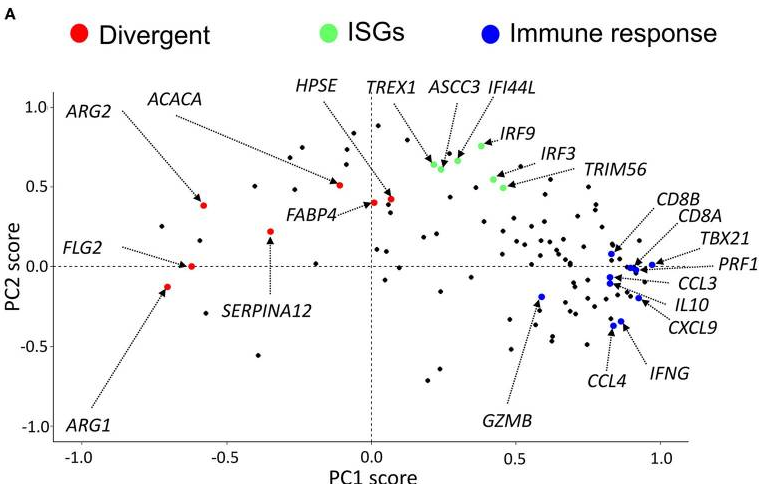 A
Divergent
ISGs
Immune response
HPSE
TREX1
ASCC3
IFI44L
ACACA
ARG2
IRF9
IRF3
TRIM56
CD8B
CD8A
FABP4
TBX21
FLG2
PRF1
CCL3
SERPINA12
IL10
CXCL9
IFNG
CCL4
GZMB
ARG1
PC2 score
1.0
0.5
0.0
-0.5
-1.0
-1.0
-0.5
0.0
0.5
1.0
PC1 score